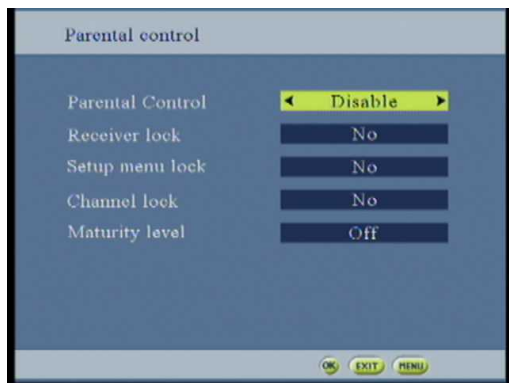 Parental control
Parental Control Disable
Receiver lock No
Setup menu lock No
Channel lock No
Maturity level Off
OK EXIT MENU